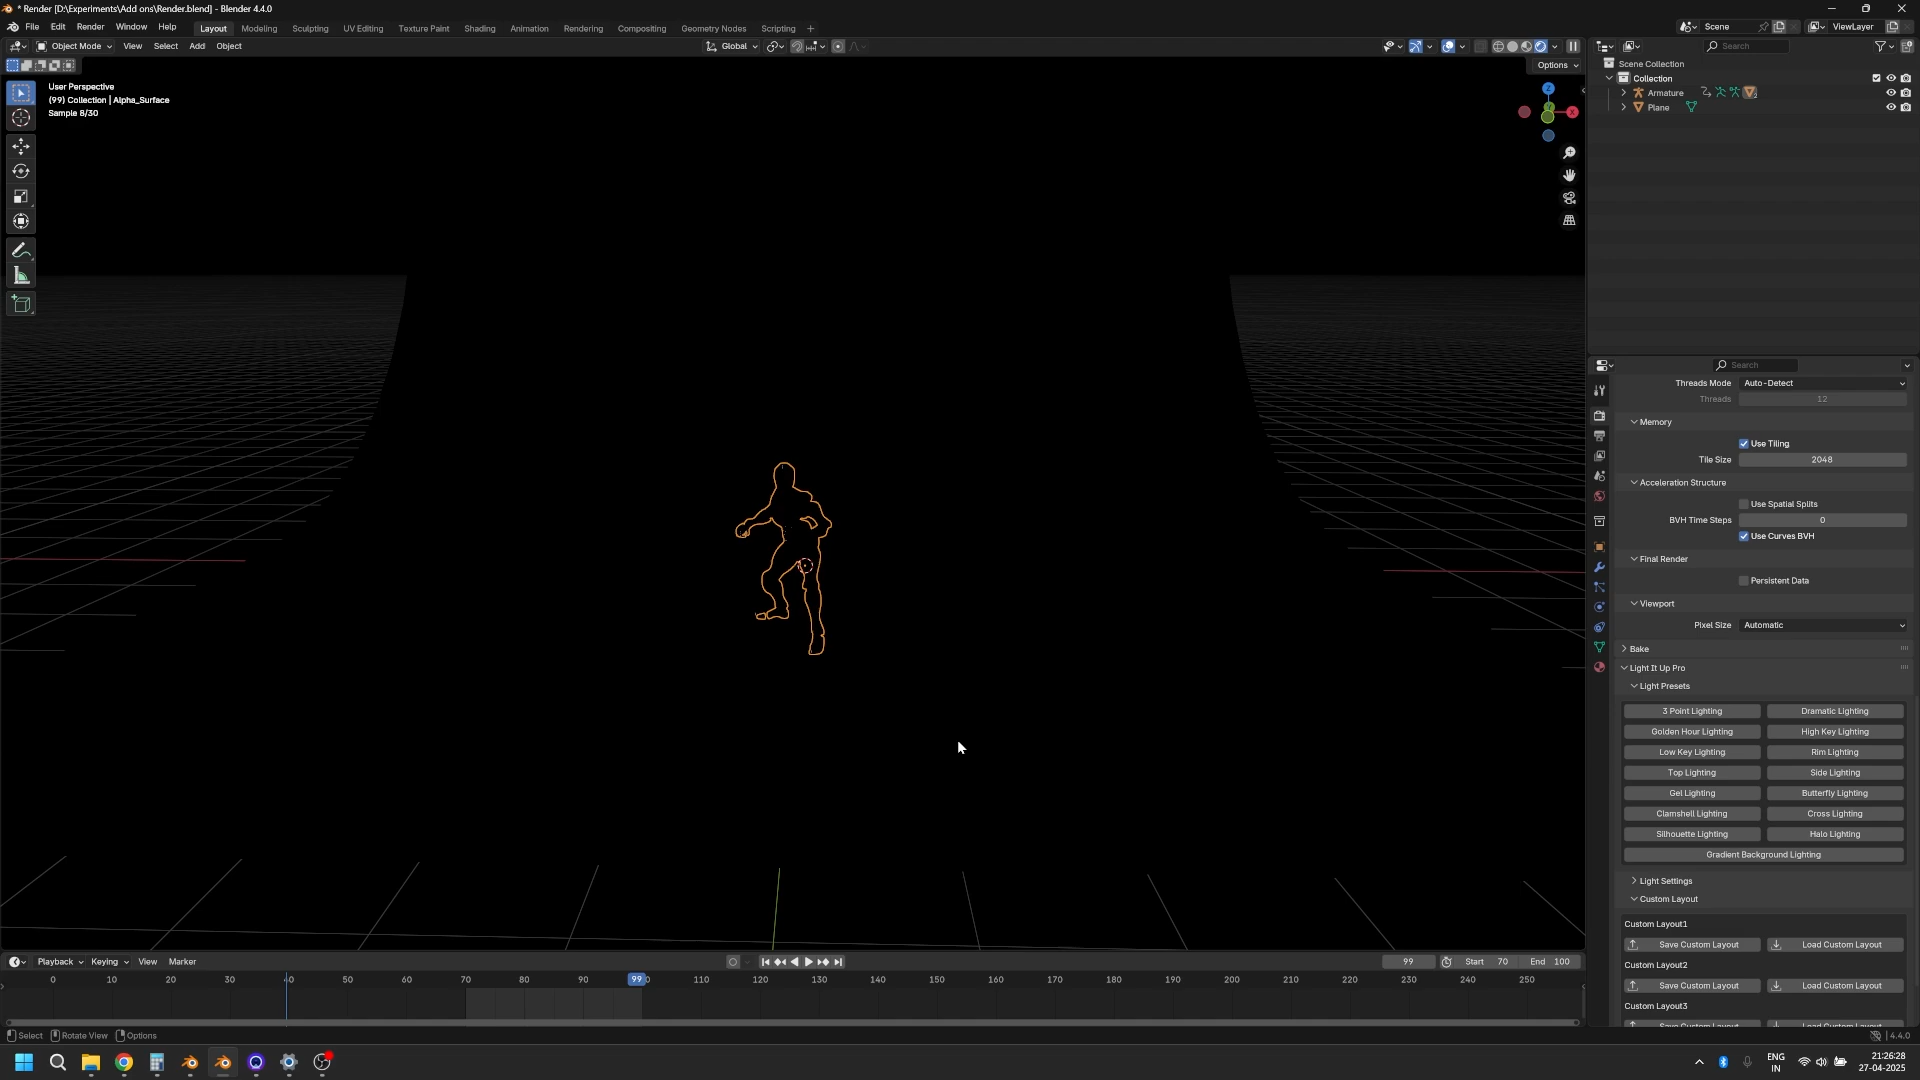 * Render [D:\Experiments\Add ons\Render.blend] - Blender 4.4.0
File Edit Render Window Help
Layout Modeling Sculpting UV Editing Texture Paint Shading Animation Rendering Compositing Geometry Nodes Scripting +
Scene ViewLayer
Object Mode View Select Add Object
Global
Search
Options
User Perspective
(99) Collection | Alpha_Surface
Sample 8/30
Z
Y
X
Scene Collection
Collection
Armature
2
Plane
Search
Threads Mode Auto-Detect
Threads 12
Memory
Use Tiling
Tile Size 2048
Acceleration Structure
Use Spatial Splits
BVH Time Steps 0
Use Curves BVH
Final Render
Persistent Data
Viewport
Pixel Size Automatic
Bake
Light It Up Pro
Light Presets
3 Point Lighting Dramatic Lighting
Golden Hour Lighting High Key Lighting
Low Key Lighting Rim Lighting
Top Lighting Side Lighting
Gel Lighting Butterfly Lighting
Clamshell Lighting Cross Lighting
Silhouette Lighting Halo Lighting
Gradient Background Lighting
Light Settings
Custom Layout
Custom Layout1
Save Custom Layout Load Custom Layout
Custom Layout2
Save Custom Layout Load Custom Layout
Custom Layout3
Save Custom Layout Load Custom Layout
Playback Keying View Marker
99 Start 70 End 100
0 10 20 30 40 50 60 70 80 90 99 110 120 130 140 150 160 170 180 190 200 210 220 230 240 250
Select Rotate View Options
4.4.0
ENG
IN
21:26:28
27-04-2025